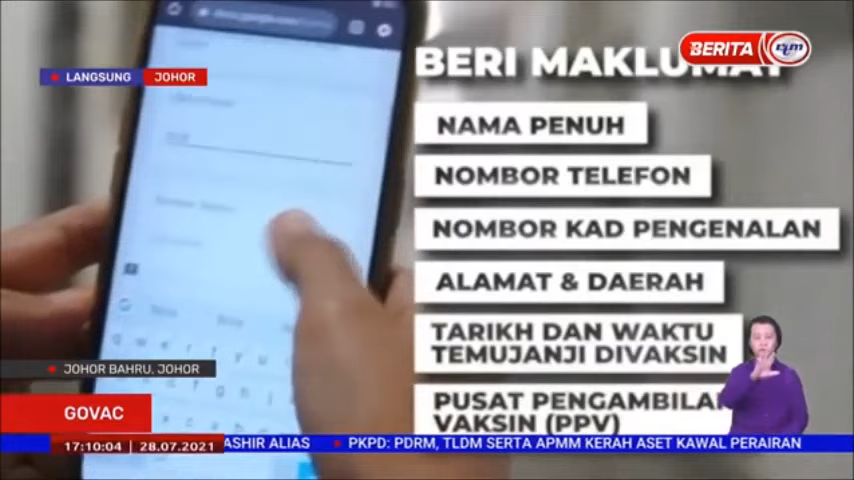 BERI MAKLUMAT
BERITA rtm
LANGSUNG JOHOR
NAMA PENUH
NOMBOR TELEFON
NOMBOR KAD PENGENALAN
ALAMAT & DAERAH
TARIKH DAN WAKTU
TEMUJANJI DIVAKSIN
PUSAT PENGAMBILAN
VAKSIN (PPV)
JOHOR BAHRU, JOHOR
GOVAC
17:10:04 28.07.2021 ASHIR ALIAS • PKPD: PDRM, TLDM SERTA APMM KERAH ASET KAWAL PERAIRAN